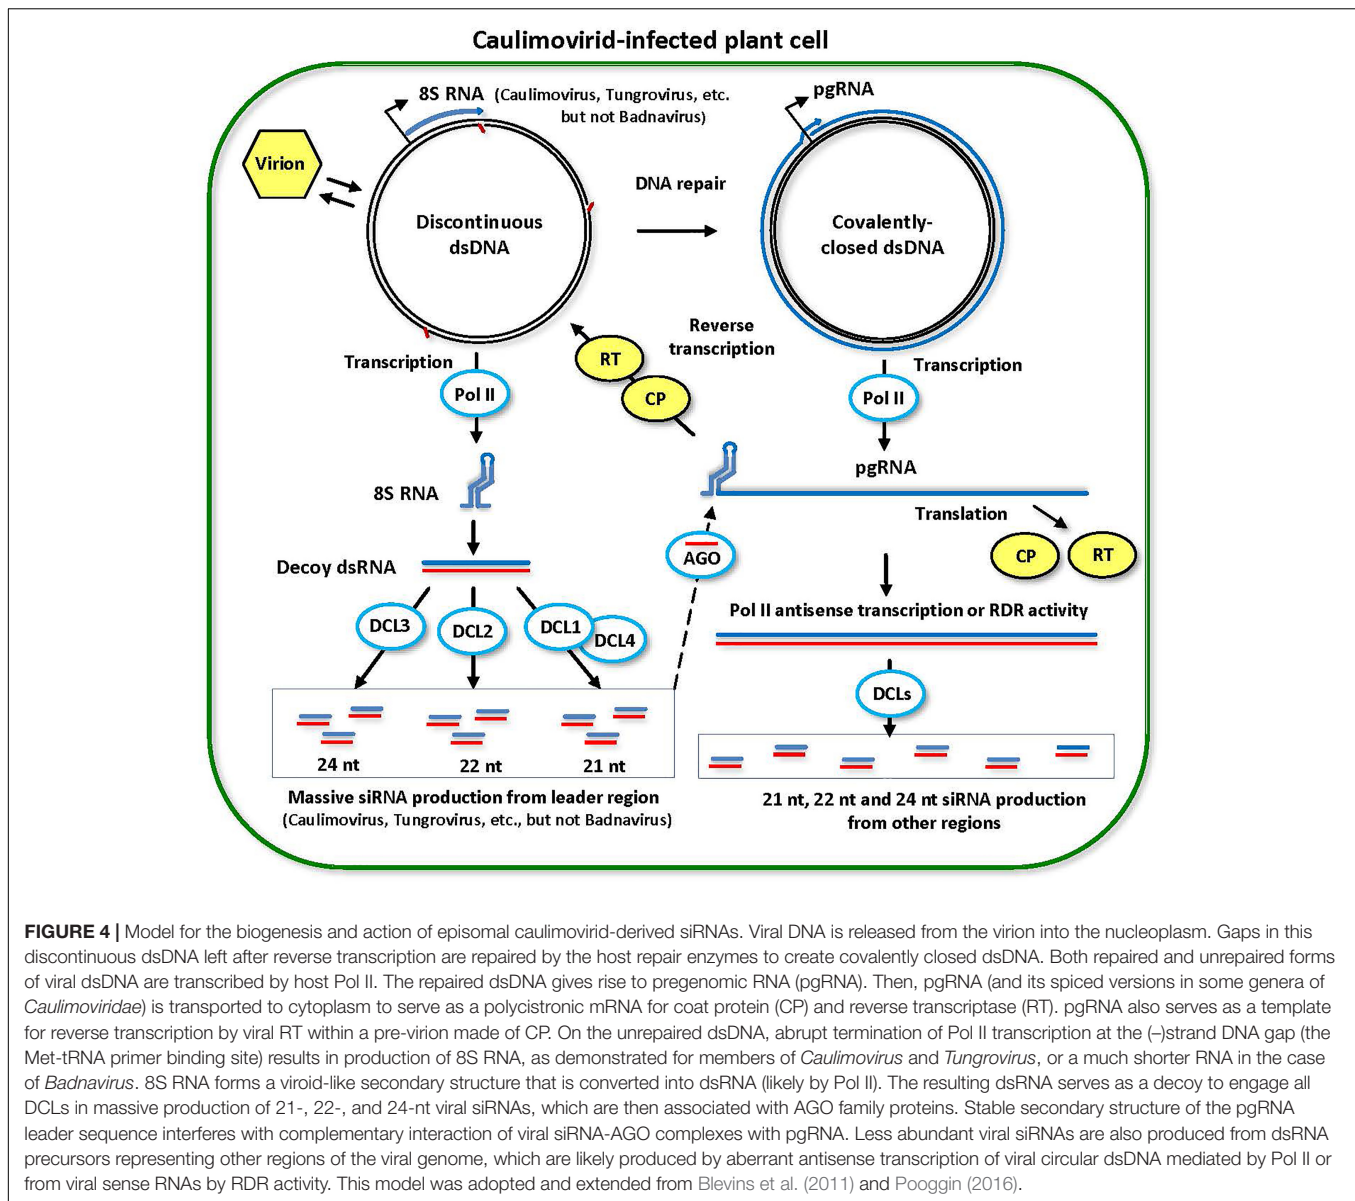 Caulimovirid-infected plant cell
8S RNA (Caulimovirus, Tungrovirus, etc.
but not Badnavirus)
pgRNA
Virion
DNA repair
Discontinuous
dsDNA
Covalently-
closed dsDNA
Reverse
transcription
Transcription
RT
CP
Pol II
Transcription
Pol II
pgRNA
8S RNA
Translation
CP
RT
AGO
Decoy dsRNA
Pol II antisense transcription or RDR activity
DCL3
DCL2
DCL1
DCL4
DCLs
24 nt
22 nt
21 nt
Massive siRNA production from leader region
(Caulimovirus, Tungrovirus, etc., but not Badnavirus)
21 nt, 22 nt and 24 nt siRNA production
from other regions
FIGURE 4 | Model for the biogenesis and action of episomal caulimovirid-derived siRNAs. Viral DNA is released from the virion into the nucleoplasm. Gaps in this
discontinuous dsDNA left after reverse transcription are repaired by the host repair enzymes to create covalently closed dsDNA. Both repaired and unrepaired forms
of viral dsDNA are transcribed by host Pol II. The repaired dsDNA gives rise to pregenomic RNA (pgRNA). Then, pgRNA (and its spiced versions in some genera of
Caulimoviridae) is transported to cytoplasm to serve as a polycistronic mRNA for coat protein (CP) and reverse transcriptase (RT). pgRNA also serves as a template
for reverse transcription by viral RT within a pre-virion made of CP. On the unrepaired dsDNA, abrupt termination of Pol II transcription at the (–)strand DNA gap (the
Met-tRNA primer binding site) results in production of 8S RNA, as demonstrated for members of Caulimovirus and Tungrovirus, or a much shorter RNA in the case
of Badnavirus. 8S RNA forms a viroid-like secondary structure that is converted into dsRNA (likely by Pol II). The resulting dsRNA serves as a decoy to engage all
DCLs in massive production of 21-, 22-, and 24-nt viral siRNAs, which are then associated with AGO family proteins. Stable secondary structure of the pgRNA
leader sequence interferes with complementary interaction of viral siRNA-AGO complexes with pgRNA. Less abundant viral siRNAs are also produced from dsRNA
precursors representing other regions of the viral genome, which are likely produced by aberrant antisense transcription of viral circular dsDNA mediated by Pol II or
from viral sense RNAs by RDR activity. This model was adopted and extended from Blevins et al. (2011) and Pooggin (2016).